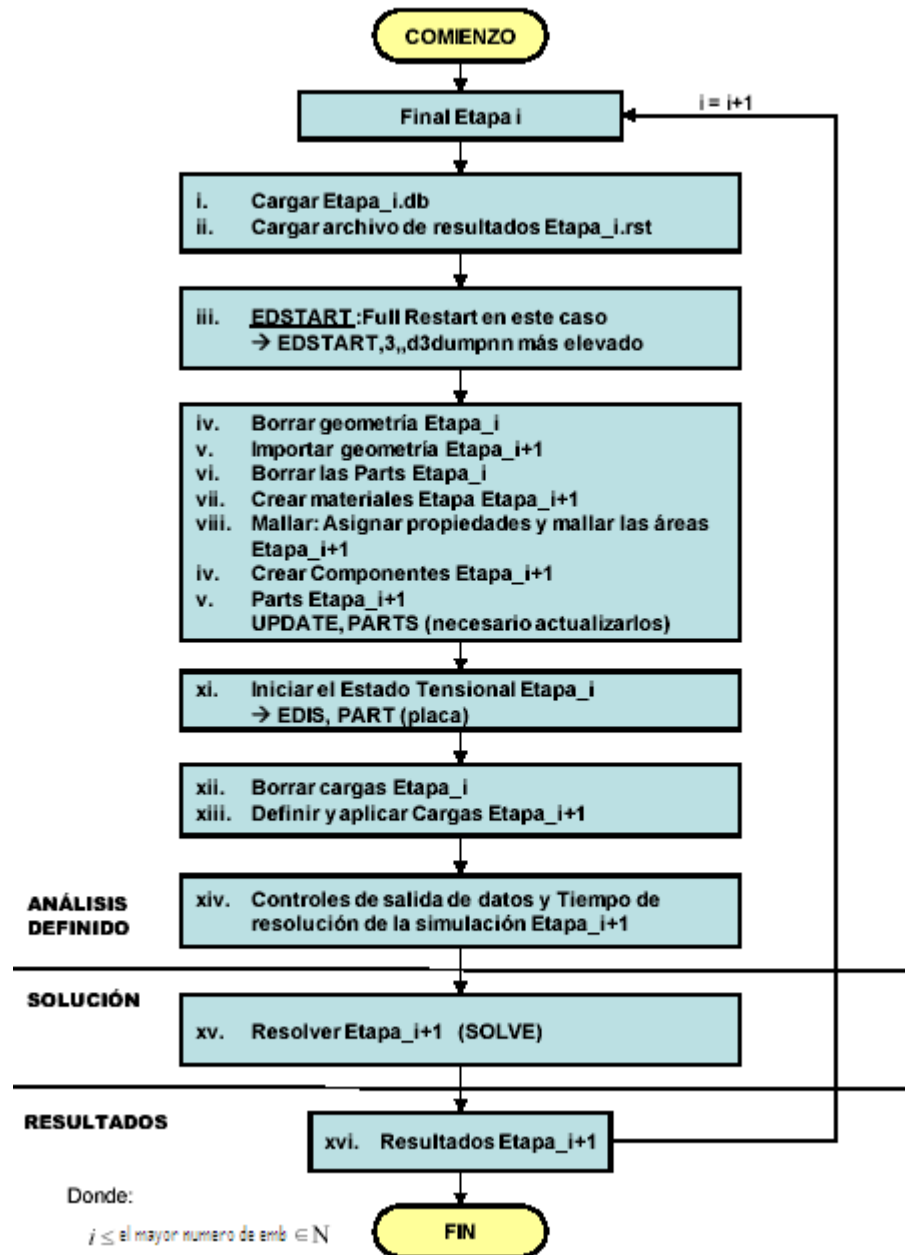 COMIENZO
i = i+1
Final Etapa i
i. Cargar Etapa_i.db
ii. Cargar archivo de resultados Etapa_i.rst
iii. EDSTART :Full Restart en este caso
→ EDSTART,3,,d3dumpnn más elevado
iv. Borrar geometría Etapa_i
v. Importar geometría Etapa_i+1
vi. Borrar las Parts Etapa_i
vii. Crear materiales Etapa Etapa_i+1
viii. Mallar: Asignar propiedades y mallar las áreas
Etapa_i+1
iv. Crear Componentes Etapa_i+1
v. Parts Etapa_i+1
UPDATE, PARTS (necesario actualizarlos)
xi. Iniciar el Estado Tensional Etapa_i
→ EDIS, PART (placa)
xii. Borrar cargas Etapa_i
xiii. Definir y aplicar Cargas Etapa_i+1
xiv. Controles de salida de datos y Tiempo de
resolución de la simulación Etapa_i+1
ANÁLISIS
DEFINIDO
SOLUCIÓN
xv. Resolver Etapa_i+1 (SOLVE)
RESULTADOS
xvi. Resultados Etapa_i+1
Donde:
i ≤ el mayor numero de emb ∈ N
FIN